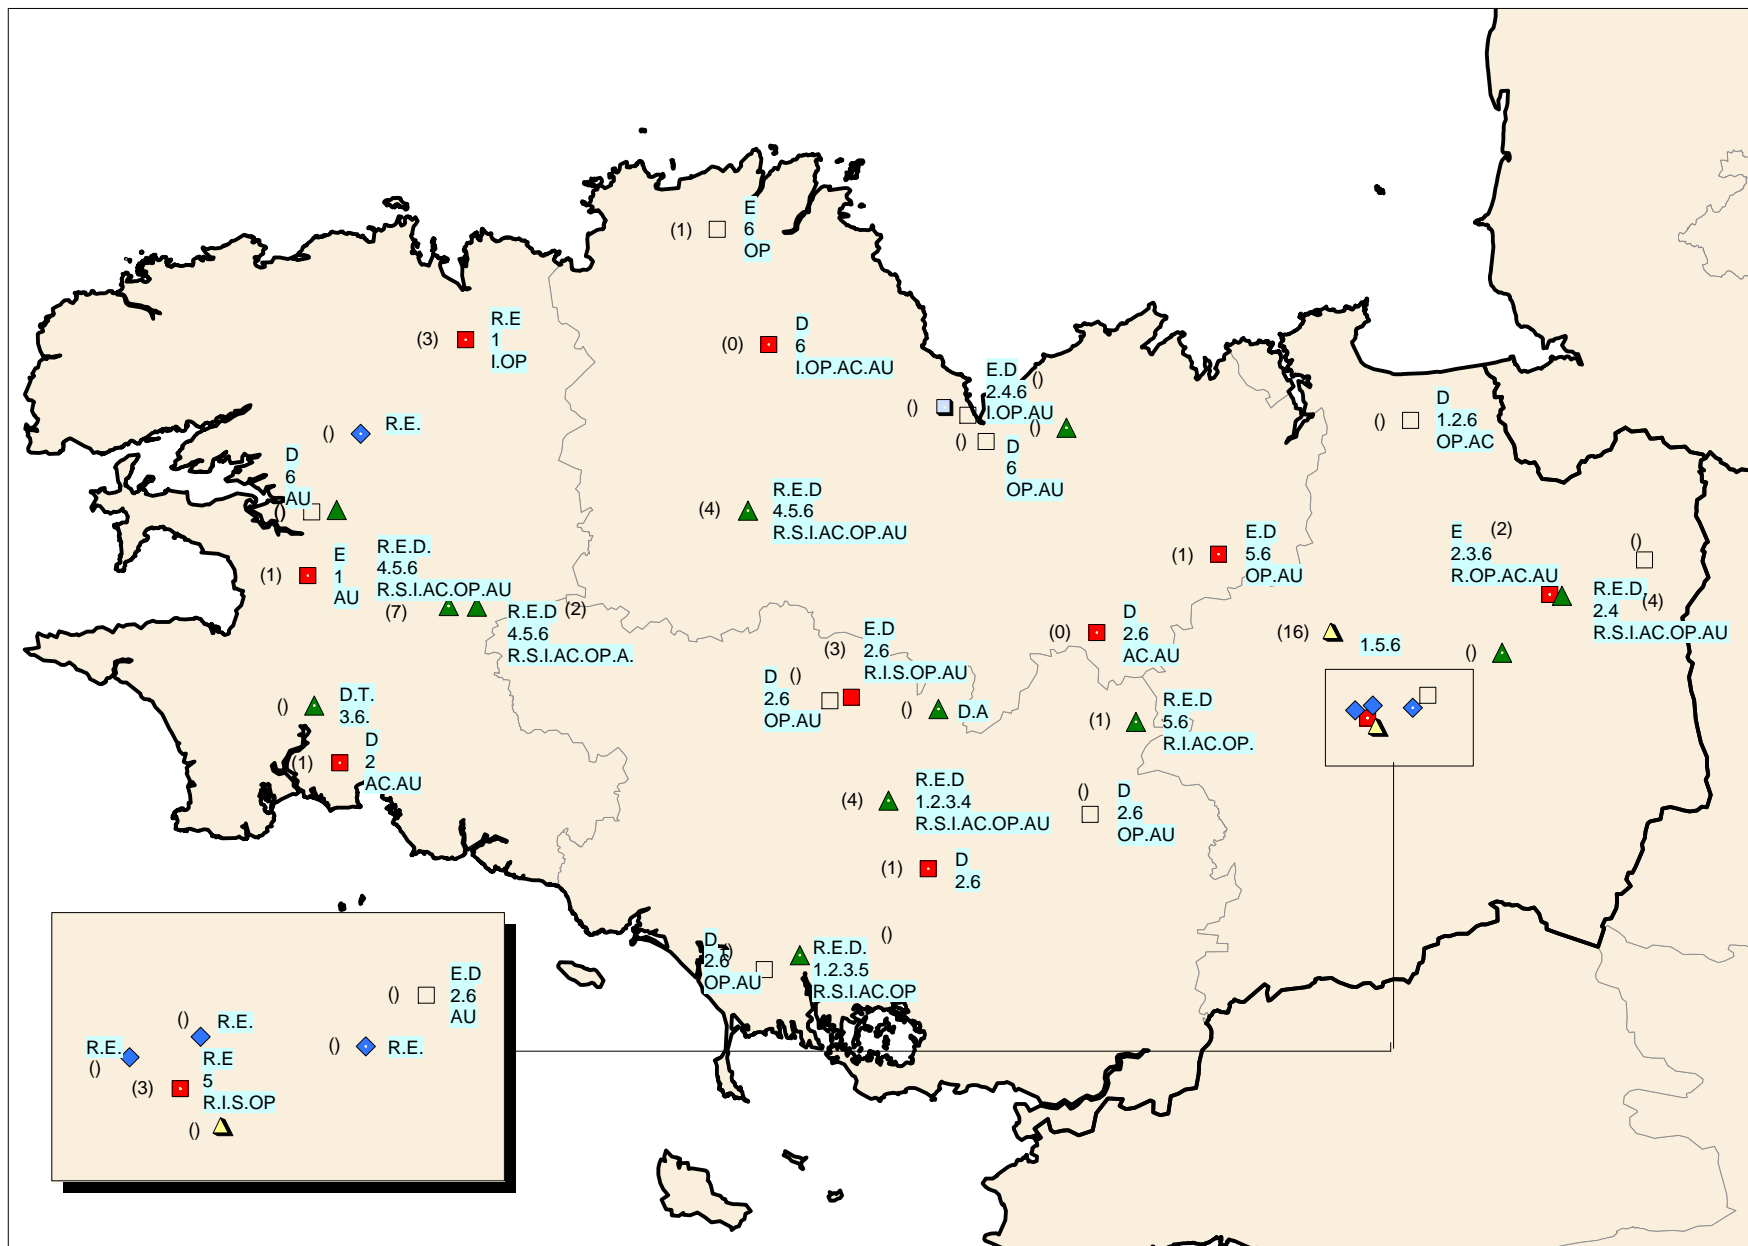 E
(1)
6
OP
R.E
(3)
1
I.OP
D
(0)
6
I.OP.AC.AU
E.D
()
2.4.6
()
I.OP.AU
()
()
D
6
OP.AU
D
()
1.2.6
OP.AC
()
R.E.
D
6
AU
()
R.E.D
(4)
4.5.6
R.S.I.AC.OP.AU
E.D
(1)
5.6
OP.AU
E
(2)
2.3.6
R.OP.AC.AU
()
R.E.D.
(4)
2.4
R.S.I.AC.OP.AU
E
(1)
1
AU
R.E.D.
4.5.6
R.S.I.AC.OP.AU
(7)
R.E.D
(2)
4.5.6
R.S.I.AC.OP.A.
D
(0)
2.6
AC.AU
(16)
1.5.6
()
E.D
(3)
2.6
R.I.S.OP.AU
D
()
2.6
OP.AU
()
D.A
R.E.D
(1)
5.6
R.I.AC.OP.
()
D.T.
3.6.
D
(1)
2
AC.AU
R.E.D
(4)
1.2.3.4
R.S.I.AC.OP.AU
()
D
2.6
OP.AU
(1)
D
2.6
()
D
2.6
OP.AU
R.E.D.
1.2.3.5
R.S.I.AC.OP
E.D
()
2.6
AU
()
R.E.
R.E.
()
R.E
(3)
5
R.I.S.OP
()
R.E.
()